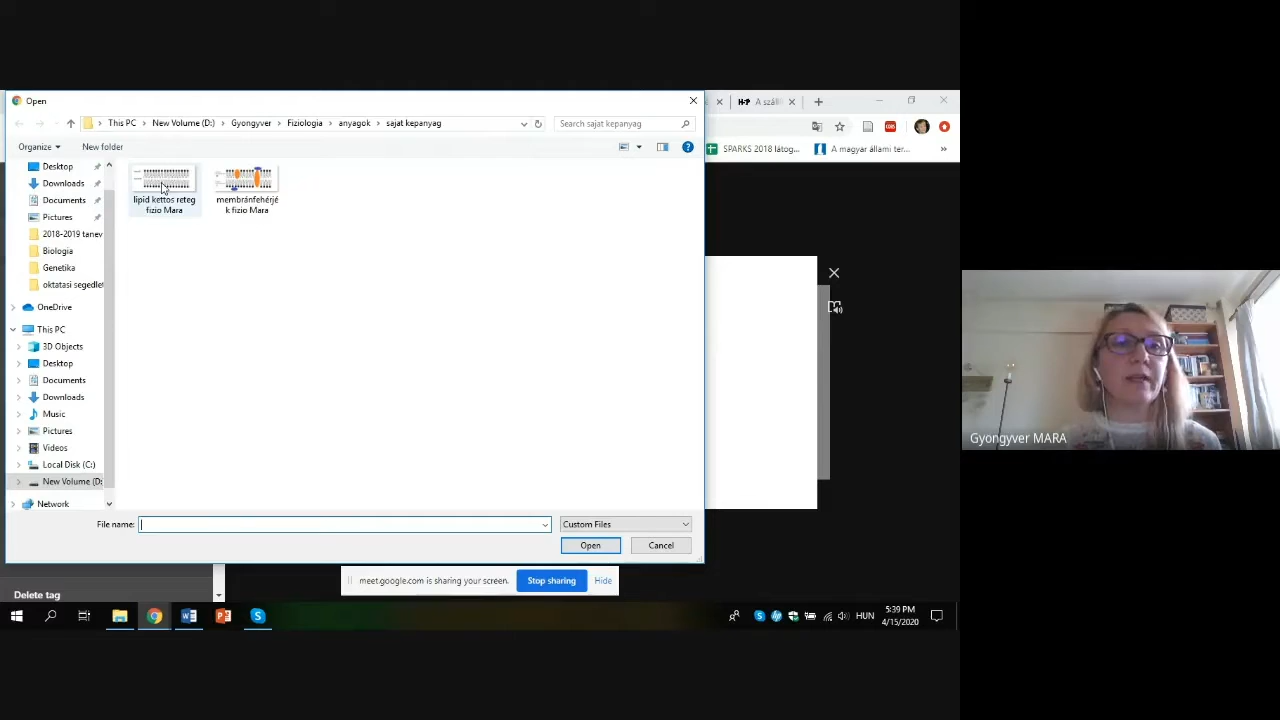 Open
H-P A szállí
This PC > New Volume (D:) > Gyongyver > Fiziologia > anyagok > sajat kepanyag
Search sajat kepanyag
Organize
New folder
SPARKS 2018 látog...
A magyar állami ter...
Desktop
Downloads
Documents
Pictures
2018-2019 tanev
Biologia
Genetika
oktatasi segedlet
OneDrive
This PC
3D Objects
Desktop
Documents
Downloads
Music
Pictures
Videos
Local Disk (C:)
New Volume (D:
Network
lipid kettos reteg
fizio Mara
membránfehérjé
k fizio Mara
File name:
Custom Files
Open
Cancel
Delete tag
meet.google.com is sharing your screen.
Stop sharing
Hide
HUN
5:39 PM
4/15/2020
Gyongyver MARA